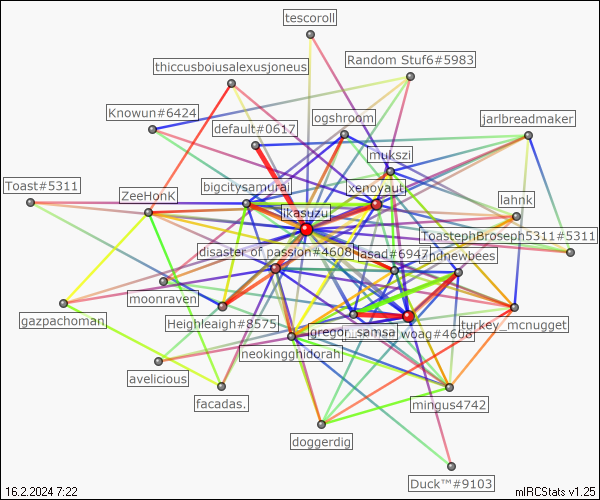 tescoroll
Random Stuf6#5983
thiccusboiusalexusjoneus
Knowun#6424
ogshroom
jarlbreadmaker
default#0617
mukszi
Toast#5311
bigcitysamurai
xenoyaut
ZeeHonK
lahnk
ikasuzu
ToastephBroseph5311#5311
disaster of passion#4608
asad#6947
ndnewbees
moonraven
gazpachoman
Heighleaigh#8575
gregor_samsa
woag#4608
turkey_mcnugget
neokingghidorah
avelicious
facadas.
mingus4742
doggerdig
Duck™#9103
16.2.2024 7:22
mIRCStats v1.25